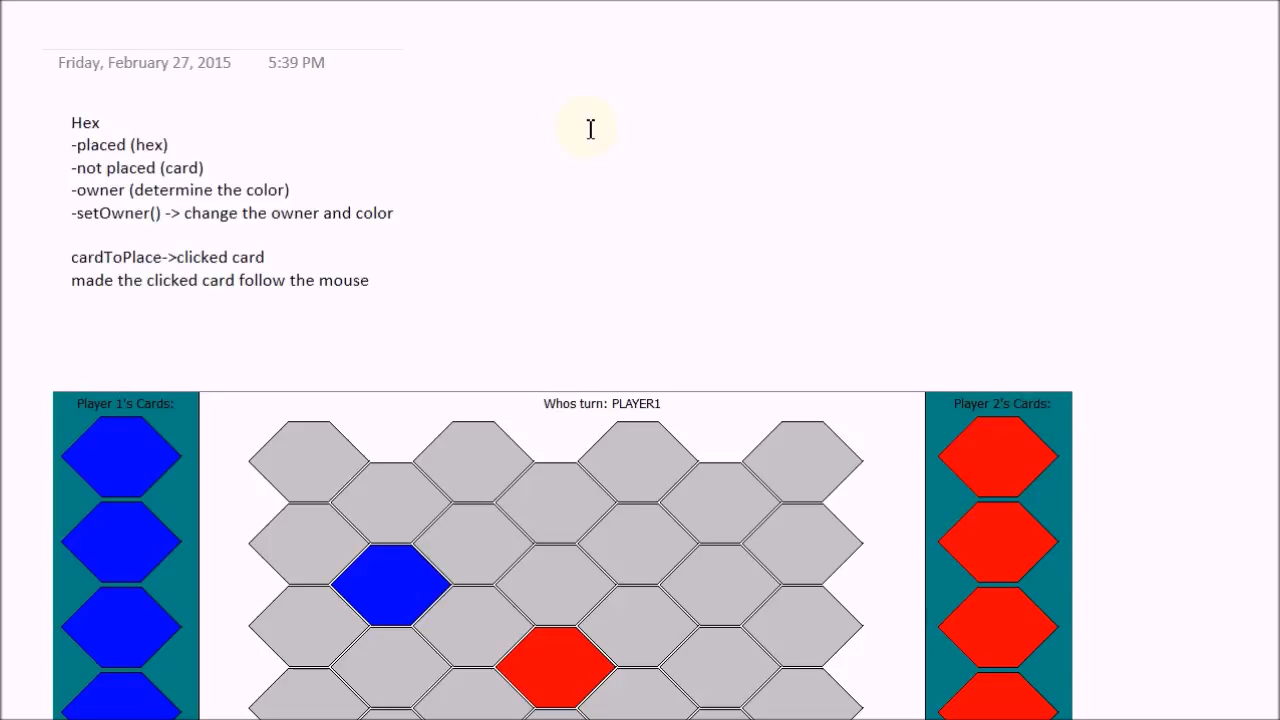 Friday, February 27, 2015 5:39 PM
Hex
-placed (hex)
-not placed (card)
-owner (determine the color)
-setOwner() -> change the owner and color
cardToPlace->clicked card
made the clicked card follow the mouse
Player 1's Cards: Whos turn: PLAYER1 Player 2's Cards: